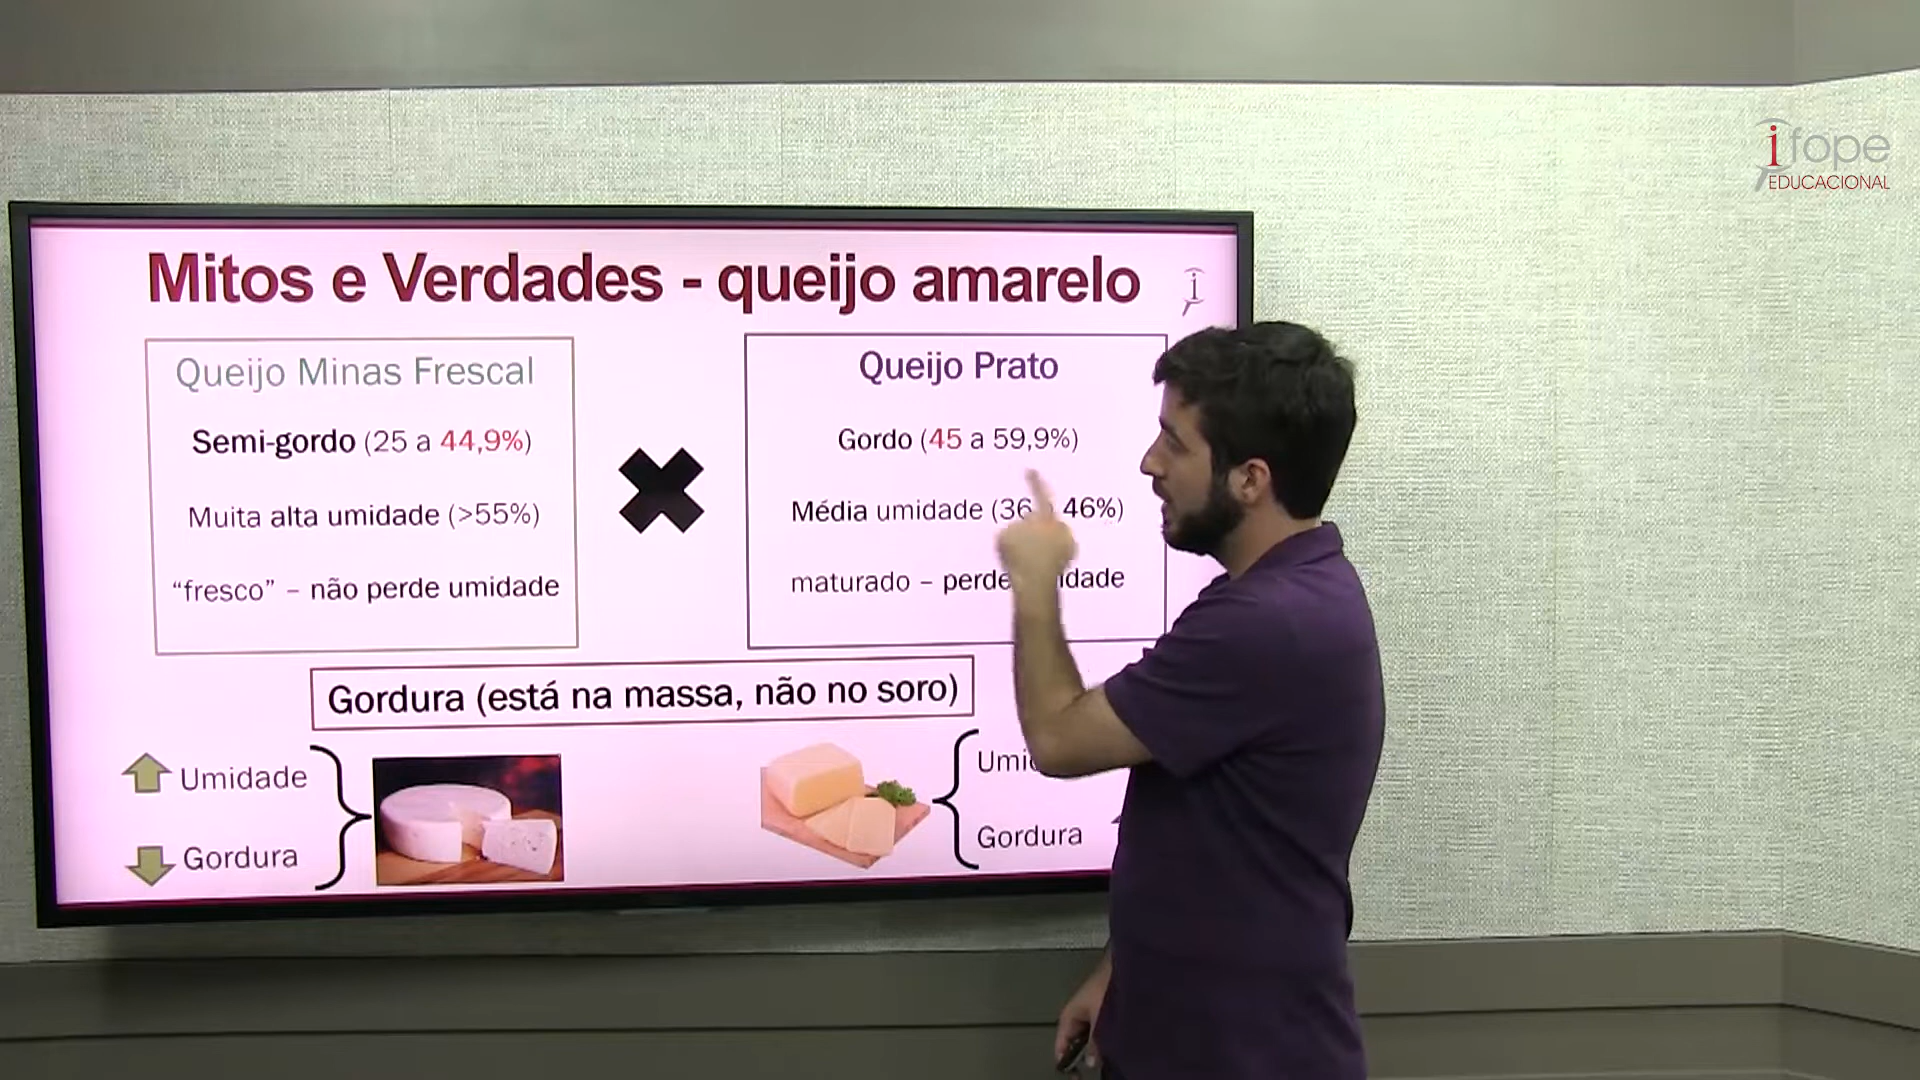 ifope
EDUCACIONAL
Mitos e Verdades - queijo amarelo
i
Queijo Minas Frescal
Semi-gordo (25 a 44,9%)
Muita alta umidade (>55%)
“fresco” – não perde umidade
Queijo Prato
Gordo (45 a 59,9%)
Média umidade (36 46%)
maturado –
Gordura (está na massa, não no soro)
Umidade
Gordura
Gordura